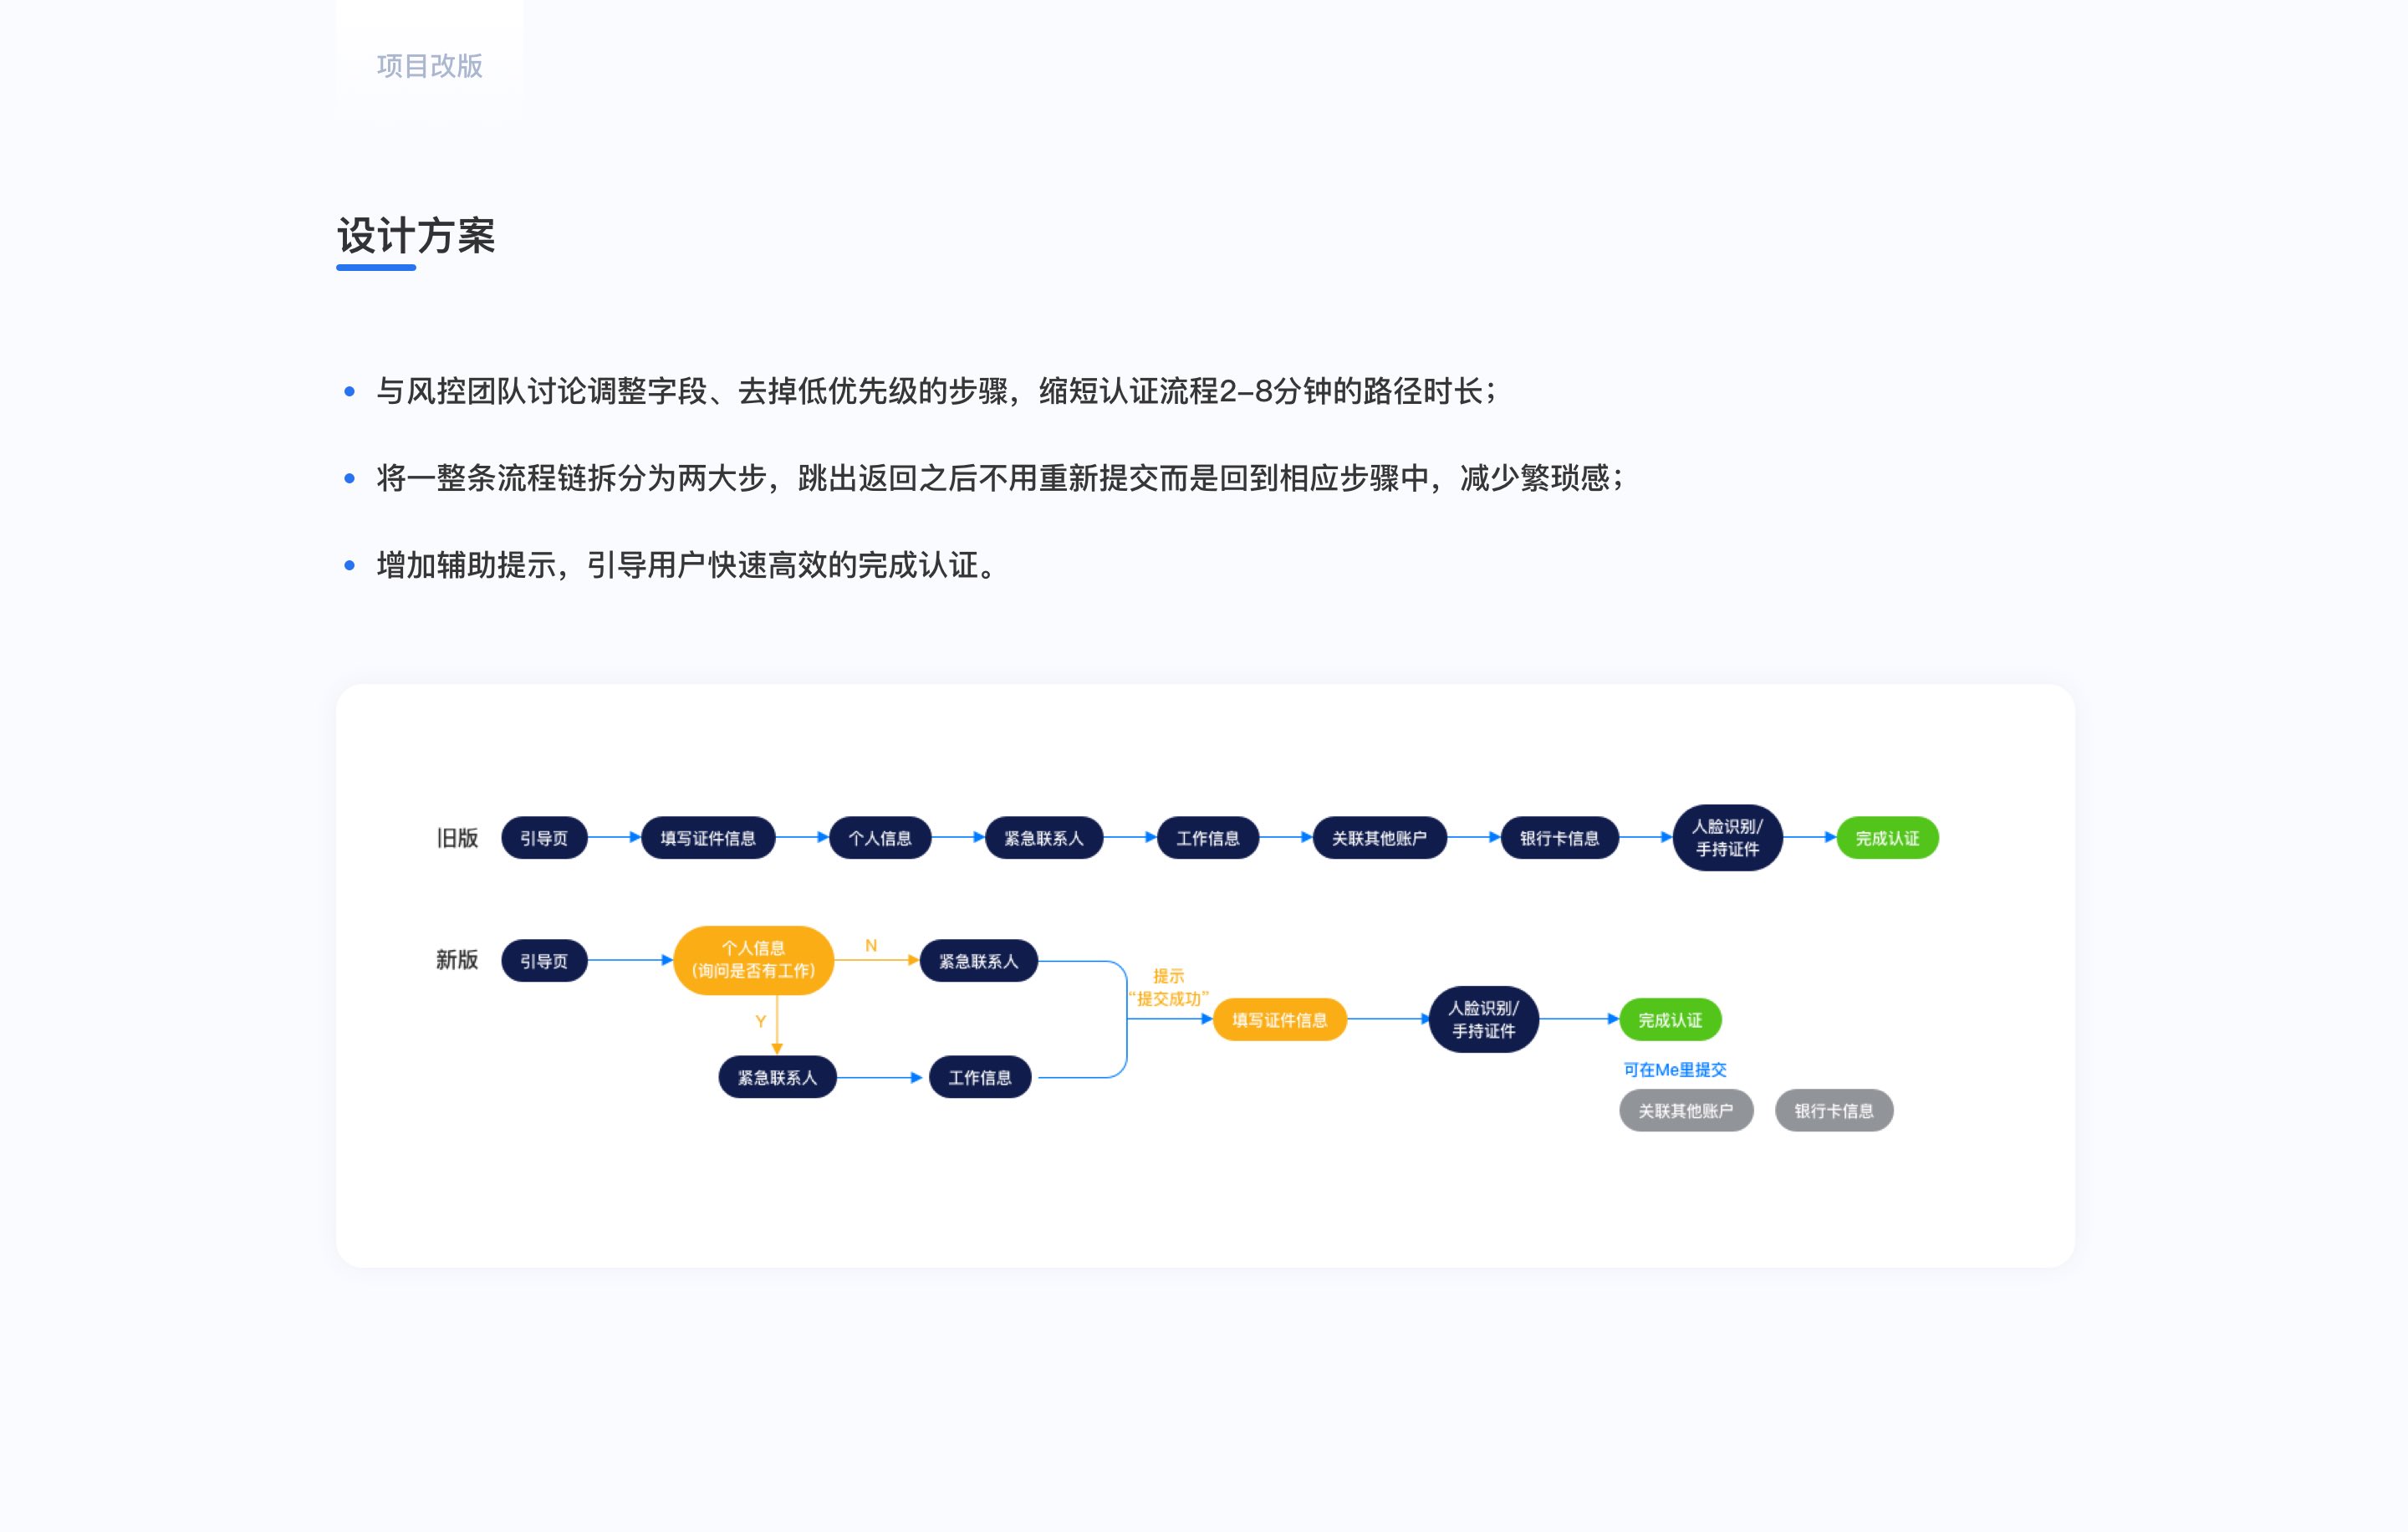 项目改版
设计方案
与风控团队讨论调整字段、去掉低优先级的步骤，缩短认证流程2-8分钟的路径时长；
将一整条流程链拆分为两大步，跳出返回之后不用重新提交而是回到相应步骤中，减少繁琐感；
增加辅助提示，引导用户快速高效的完成认证。
旧版
引导页
填写证件信息
个人信息
紧急联系人
工作信息
关联其他账户
银行卡信息
人脸识别/
手持证件
完成认证
新版
引导页
个人信息
(询问是否有工作)
N
紧急联系人
Y
紧急联系人
工作信息
提示
“提交成功”
填写证件信息
人脸识别/
手持证件
完成认证
可在Me里提交
关联其他账户
银行卡信息